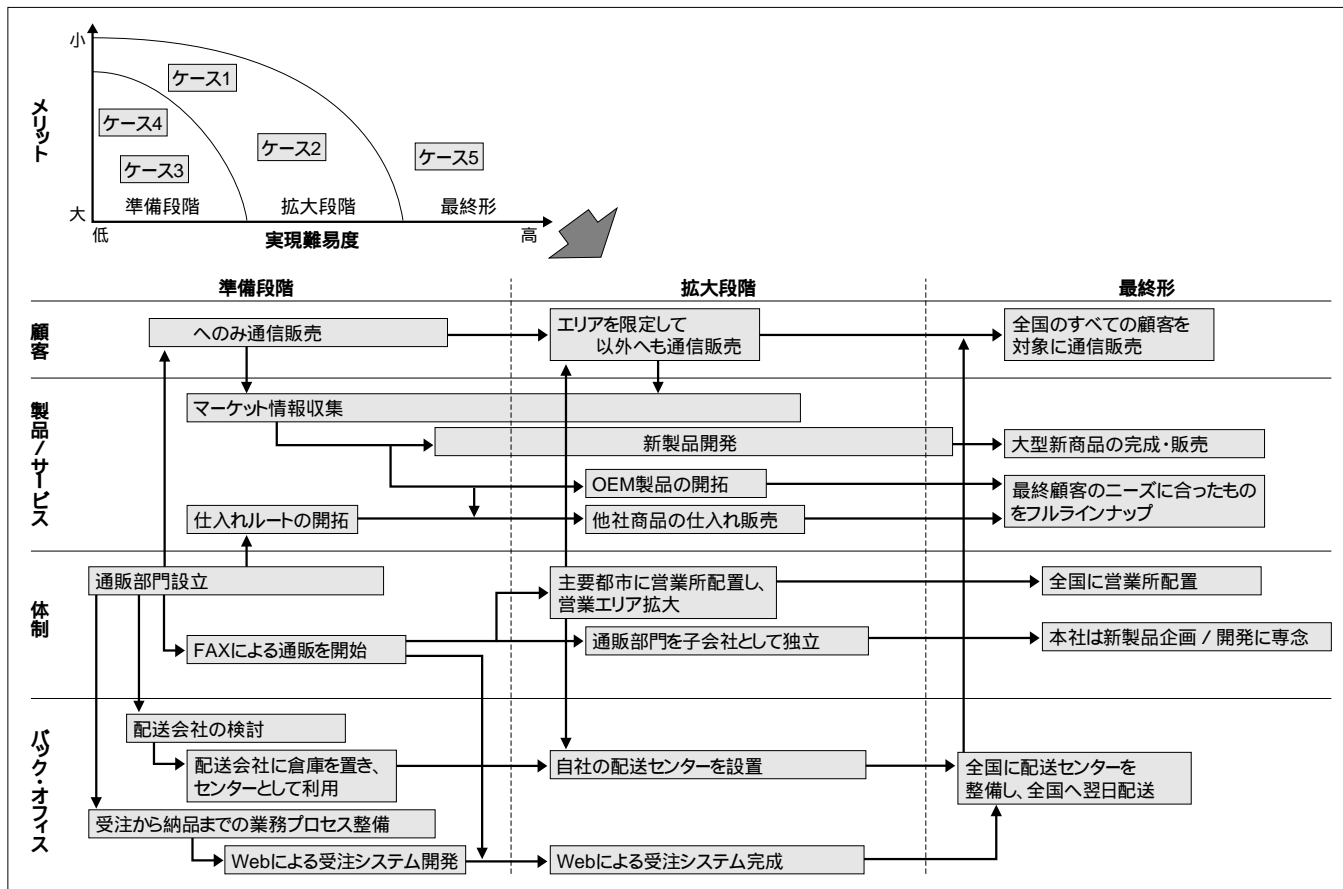 小
メリット
大
ケース1
ケース4
ケース2
ケース5
ケース3
準備段階
拡大段階
最終形
低
実現難易度
高
準備段階
拡大段階
最終形
顧客
へのみ通信販売
エリアを限定して
以外へも通信販売
全国のすべての顧客を
対象に通信販売
製品/サービス
マーケット情報収集
新製品開発
大型新商品の完成・販売
OEM製品の開拓
最終顧客のニーズに合ったもの
をフルラインナップ
仕入れルートの開拓
他社商品の仕入れ販売
体制
通販部門設立
主要都市に営業所配置し、
営業エリア拡大
全国に営業所配置
FAXによる通販を開始
通販部門を子会社として独立
本社は新製品企画/開発に専念
バック・オフィス
配送会社の検討
配送会社に倉庫を置き、
センターとして利用
自社の配送センターを設置
全国に配送センターを
整備し、全国へ翌日配送
受注から納品までの業務プロセス整備
Webによる受注システム開発
Webによる受注システム完成